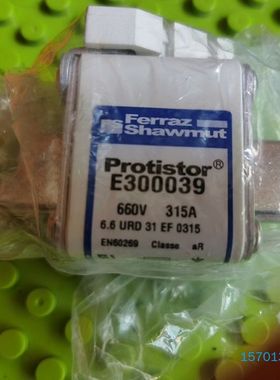 Ferraz
Shawmut
Protistor®
E300039
660V 315A
6.6 URD 31 EF 0315
EN60269 Classe aR
15701